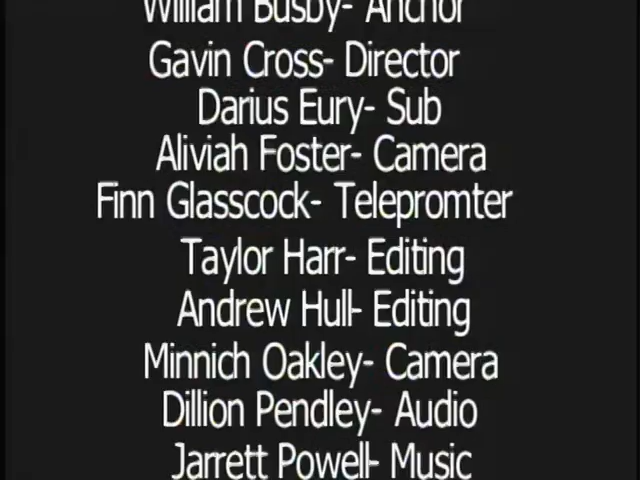 William Busby- Anchor
Gavin Cross- Director
Darius Eury- Sub
Aliviah Foster- Camera
Finn Glasscock- Telepromter
Taylor Harr- Editing
Andrew Hull- Editing
Minnich Oakley- Camera
Dillion Pendley- Audio
Jarrett Powell- Music